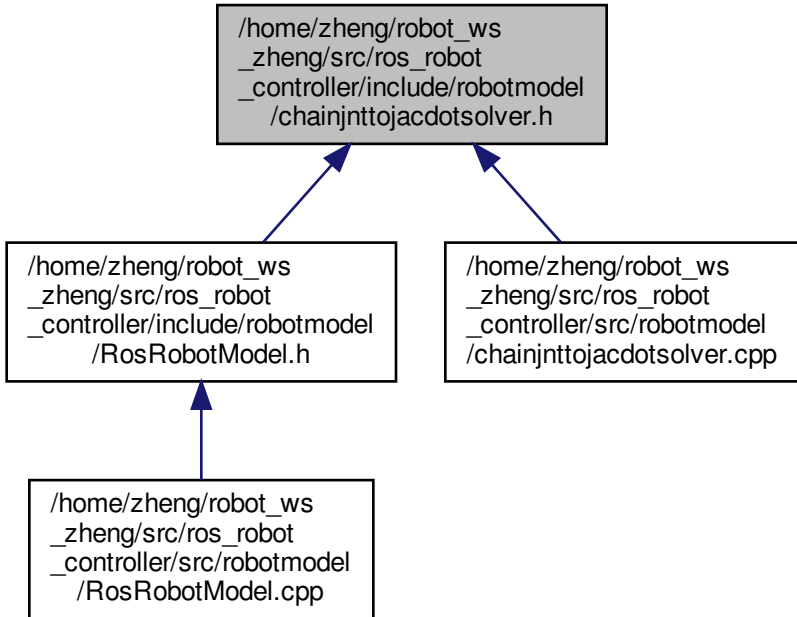 /home/zheng/robot_ws
_zheng/src/ros_robot
_controller/include/robotmodel
/chainjnttojacdotsolver.h
/home/zheng/robot_ws
_zheng/src/ros_robot
_controller/include/robotmodel
/RosRobotModel.h
/home/zheng/robot_ws
_zheng/src/ros_robot
_controller/src/robotmodel
/chainjnttojacdotsolver.cpp
/home/zheng/robot_ws
_zheng/src/ros_robot
_controller/src/robotmodel
/RosRobotModel.cpp